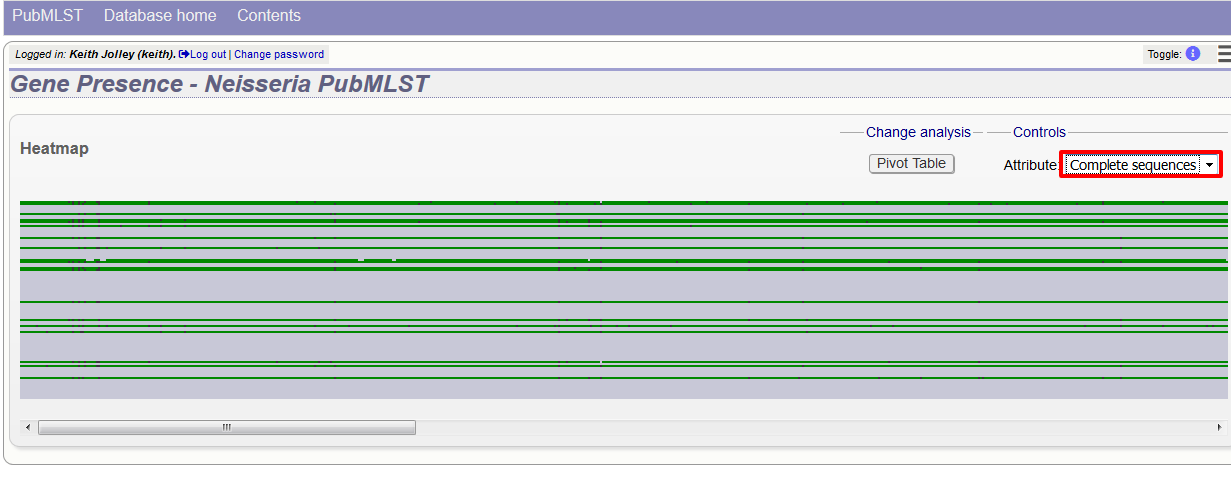 PubMLST Database home Contents
Logged in: Keith Jolley (keith). Log out | Change password Toggle: i
Gene Presence - Neisseria PubMLST
Change analysis Controls
Heatmap
Pivot Table Attribute: Complete sequences